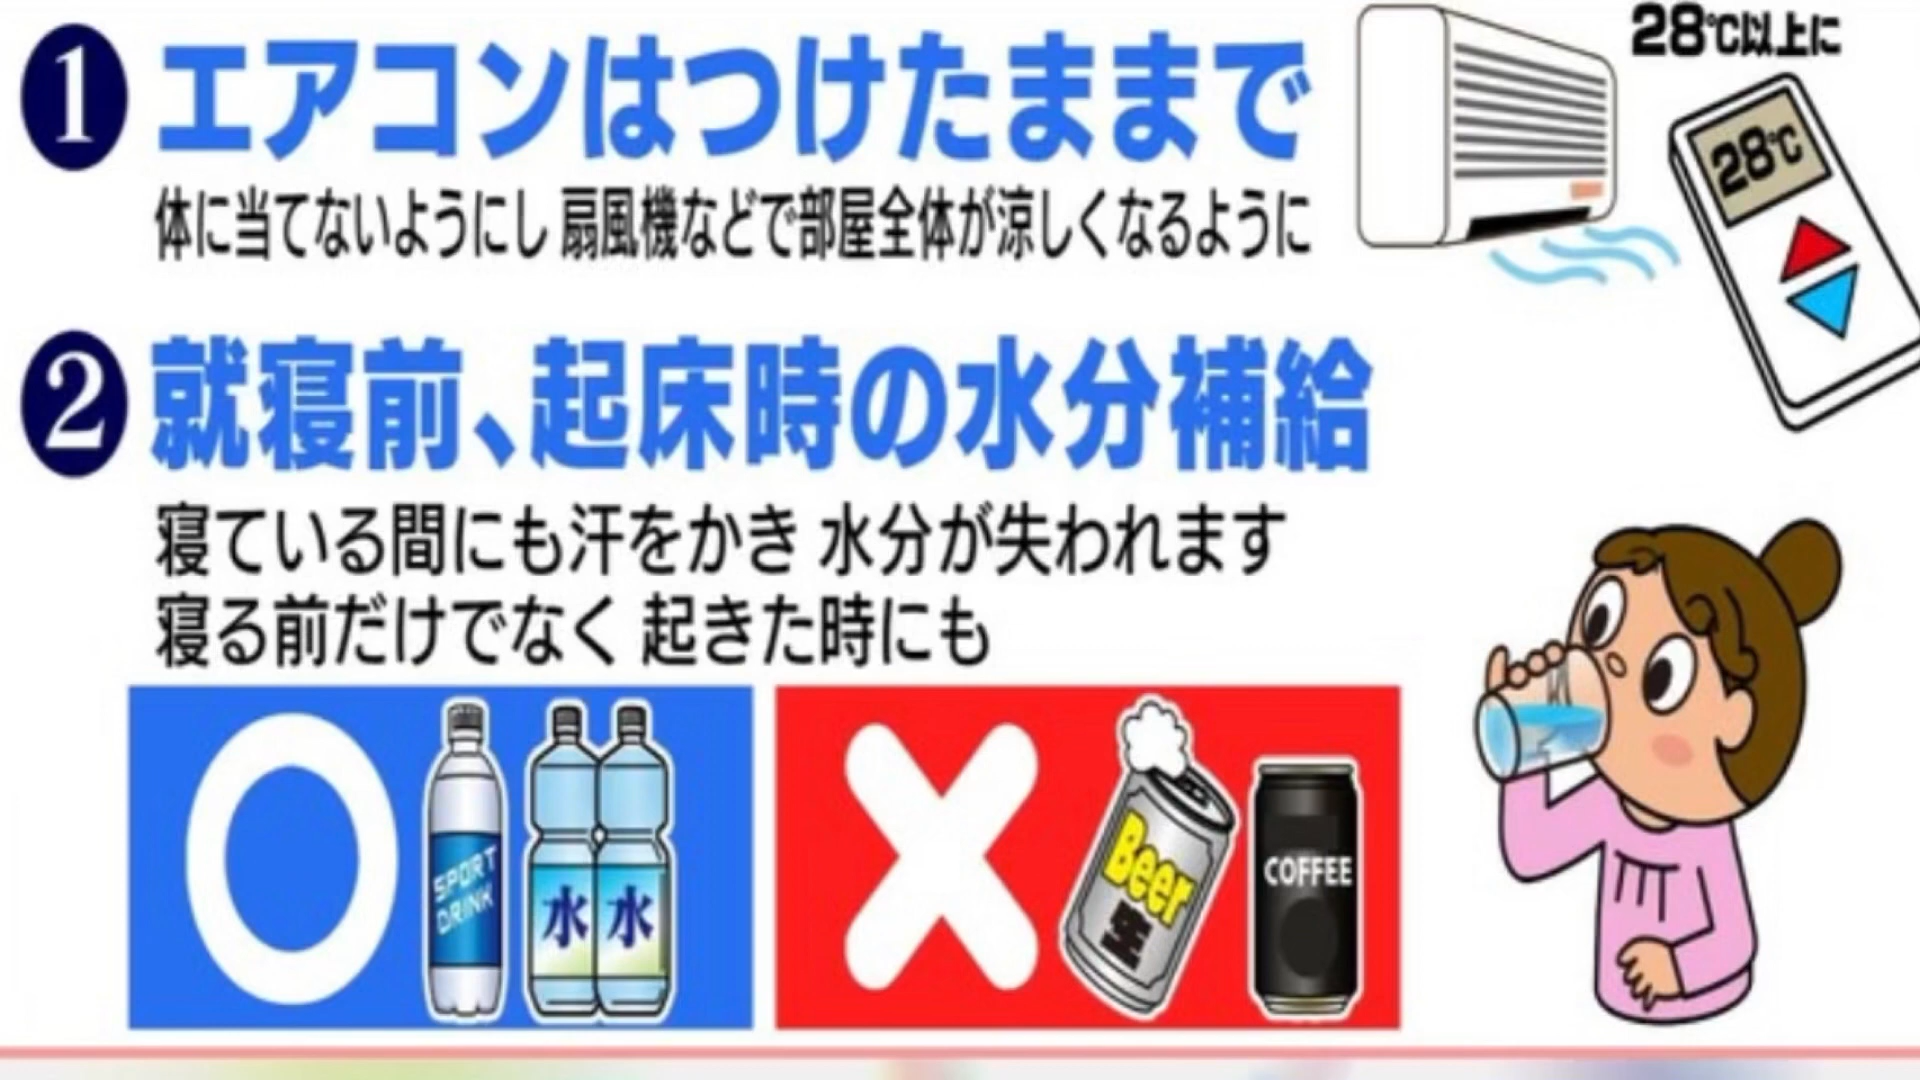 1 エアコンはつけたままで
体に当てないようにし 扇風機などで部屋全体が涼しくなるように
28℃以上に
28℃
2 就寝前、起床時の水分補給
寝ている間にも汗をかき 水分が失われます
寝る前だけでなく 起きた時にも
SPORT
DRINK
水 水
Beer
生
COFFEE